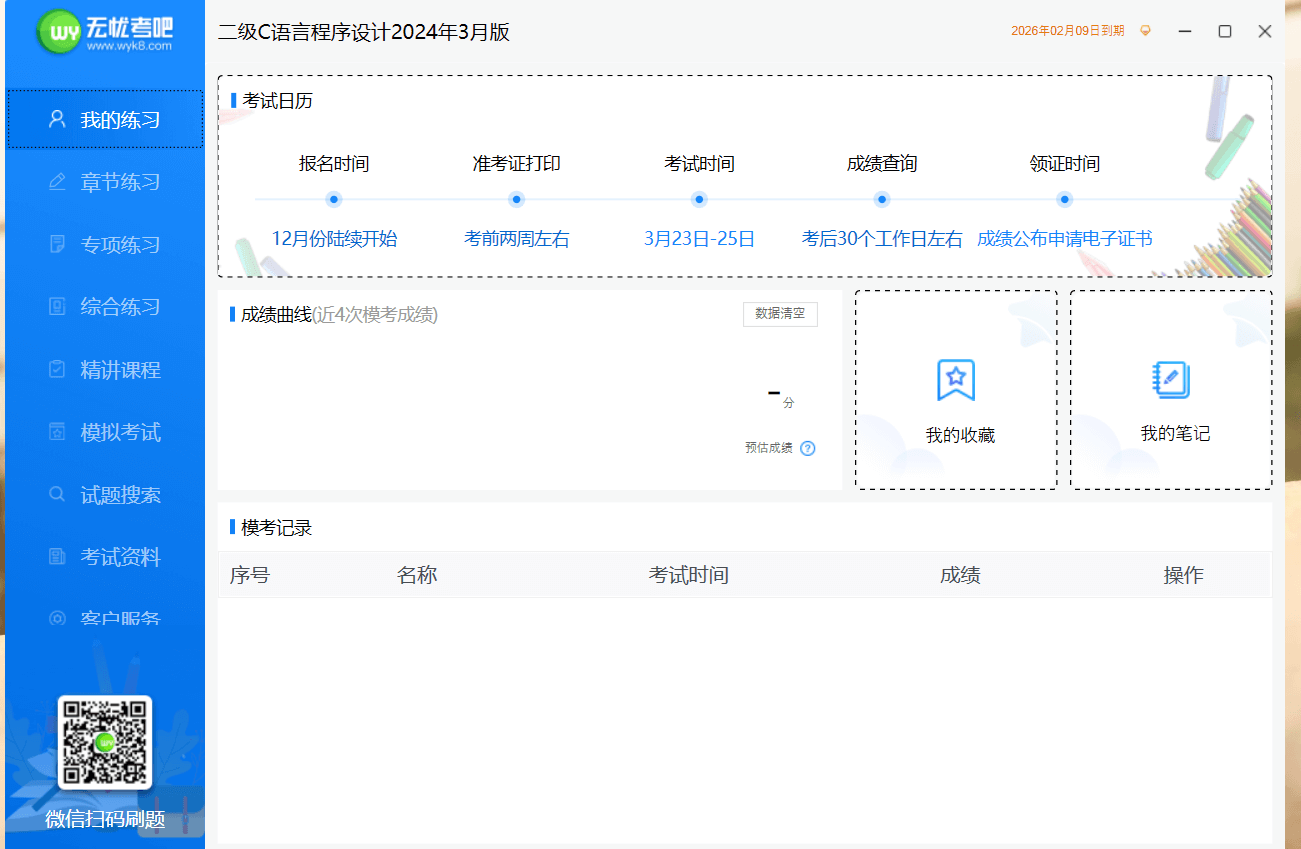 无忧考吧
www.wyk8.com
我的练习
章节练习
专项练习
综合练习
精讲课程
模拟考试
试题搜索
考试资料
客户服务
微信扫码刷题
二级C语言程序设计2024年3月版
2026年02月09日到期
考试日历
报名时间 准考证打印 考试时间 成绩查询 领证时间
12月份陆续开始 考前两周左右 3月23日-25日 考后30个工作日左右 成绩公布申请电子证书
成绩曲线(近4次模考成绩)
数据清空
-分
预估成绩 ?
我的收藏
我的笔记
模考记录
序号 名称 考试时间 成绩 操作